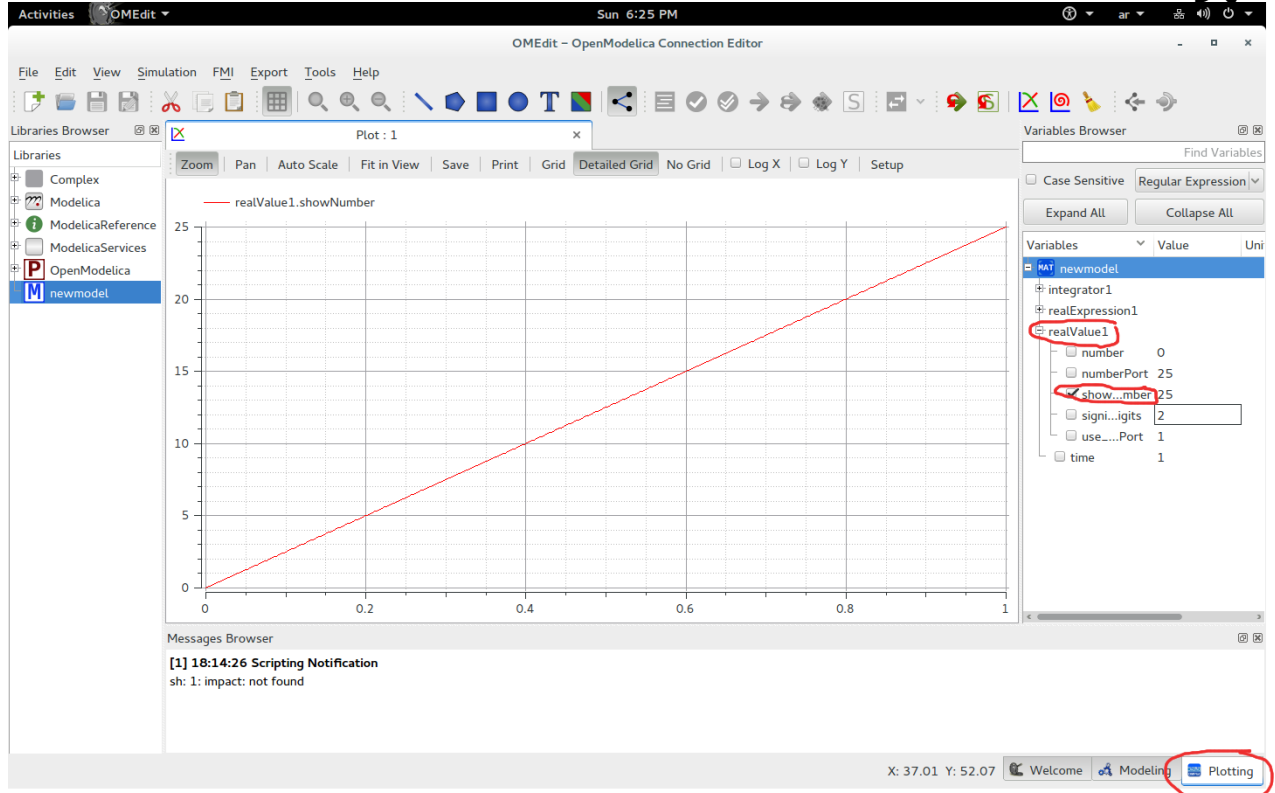 Activities OMEdit Sun 6:25 PM ar
OMEdit - OpenModelica Connection Editor
File Edit View Simulation FMI Export Tools Help
Libraries Browser
Libraries
Complex
Modelica
ModelicaReference
ModelicaServices
OpenModelica
newmodel
Plot : 1
Zoom Pan Auto Scale Fit in View Save Print Grid Detailed Grid No Grid Log X Log Y Setup
realValue1.showNumber
25
20
15
10
5
0
0 0.2 0.4 0.6 0.8 1
Variables Browser
Find Variables
Case Sensitive Regular Expression
Expand All Collapse All
Variables Value Uni
newmodel
integrator1
realExpression1
realValue1
number 0
numberPort 25
show...mber 25
signi...igits 2
use_...Port 1
time 1
Messages Browser
[1] 18:14:26 Scripting Notification
sh: 1: impact: not found
X: 37.01 Y: 52.07 Welcome Modeling Plotting